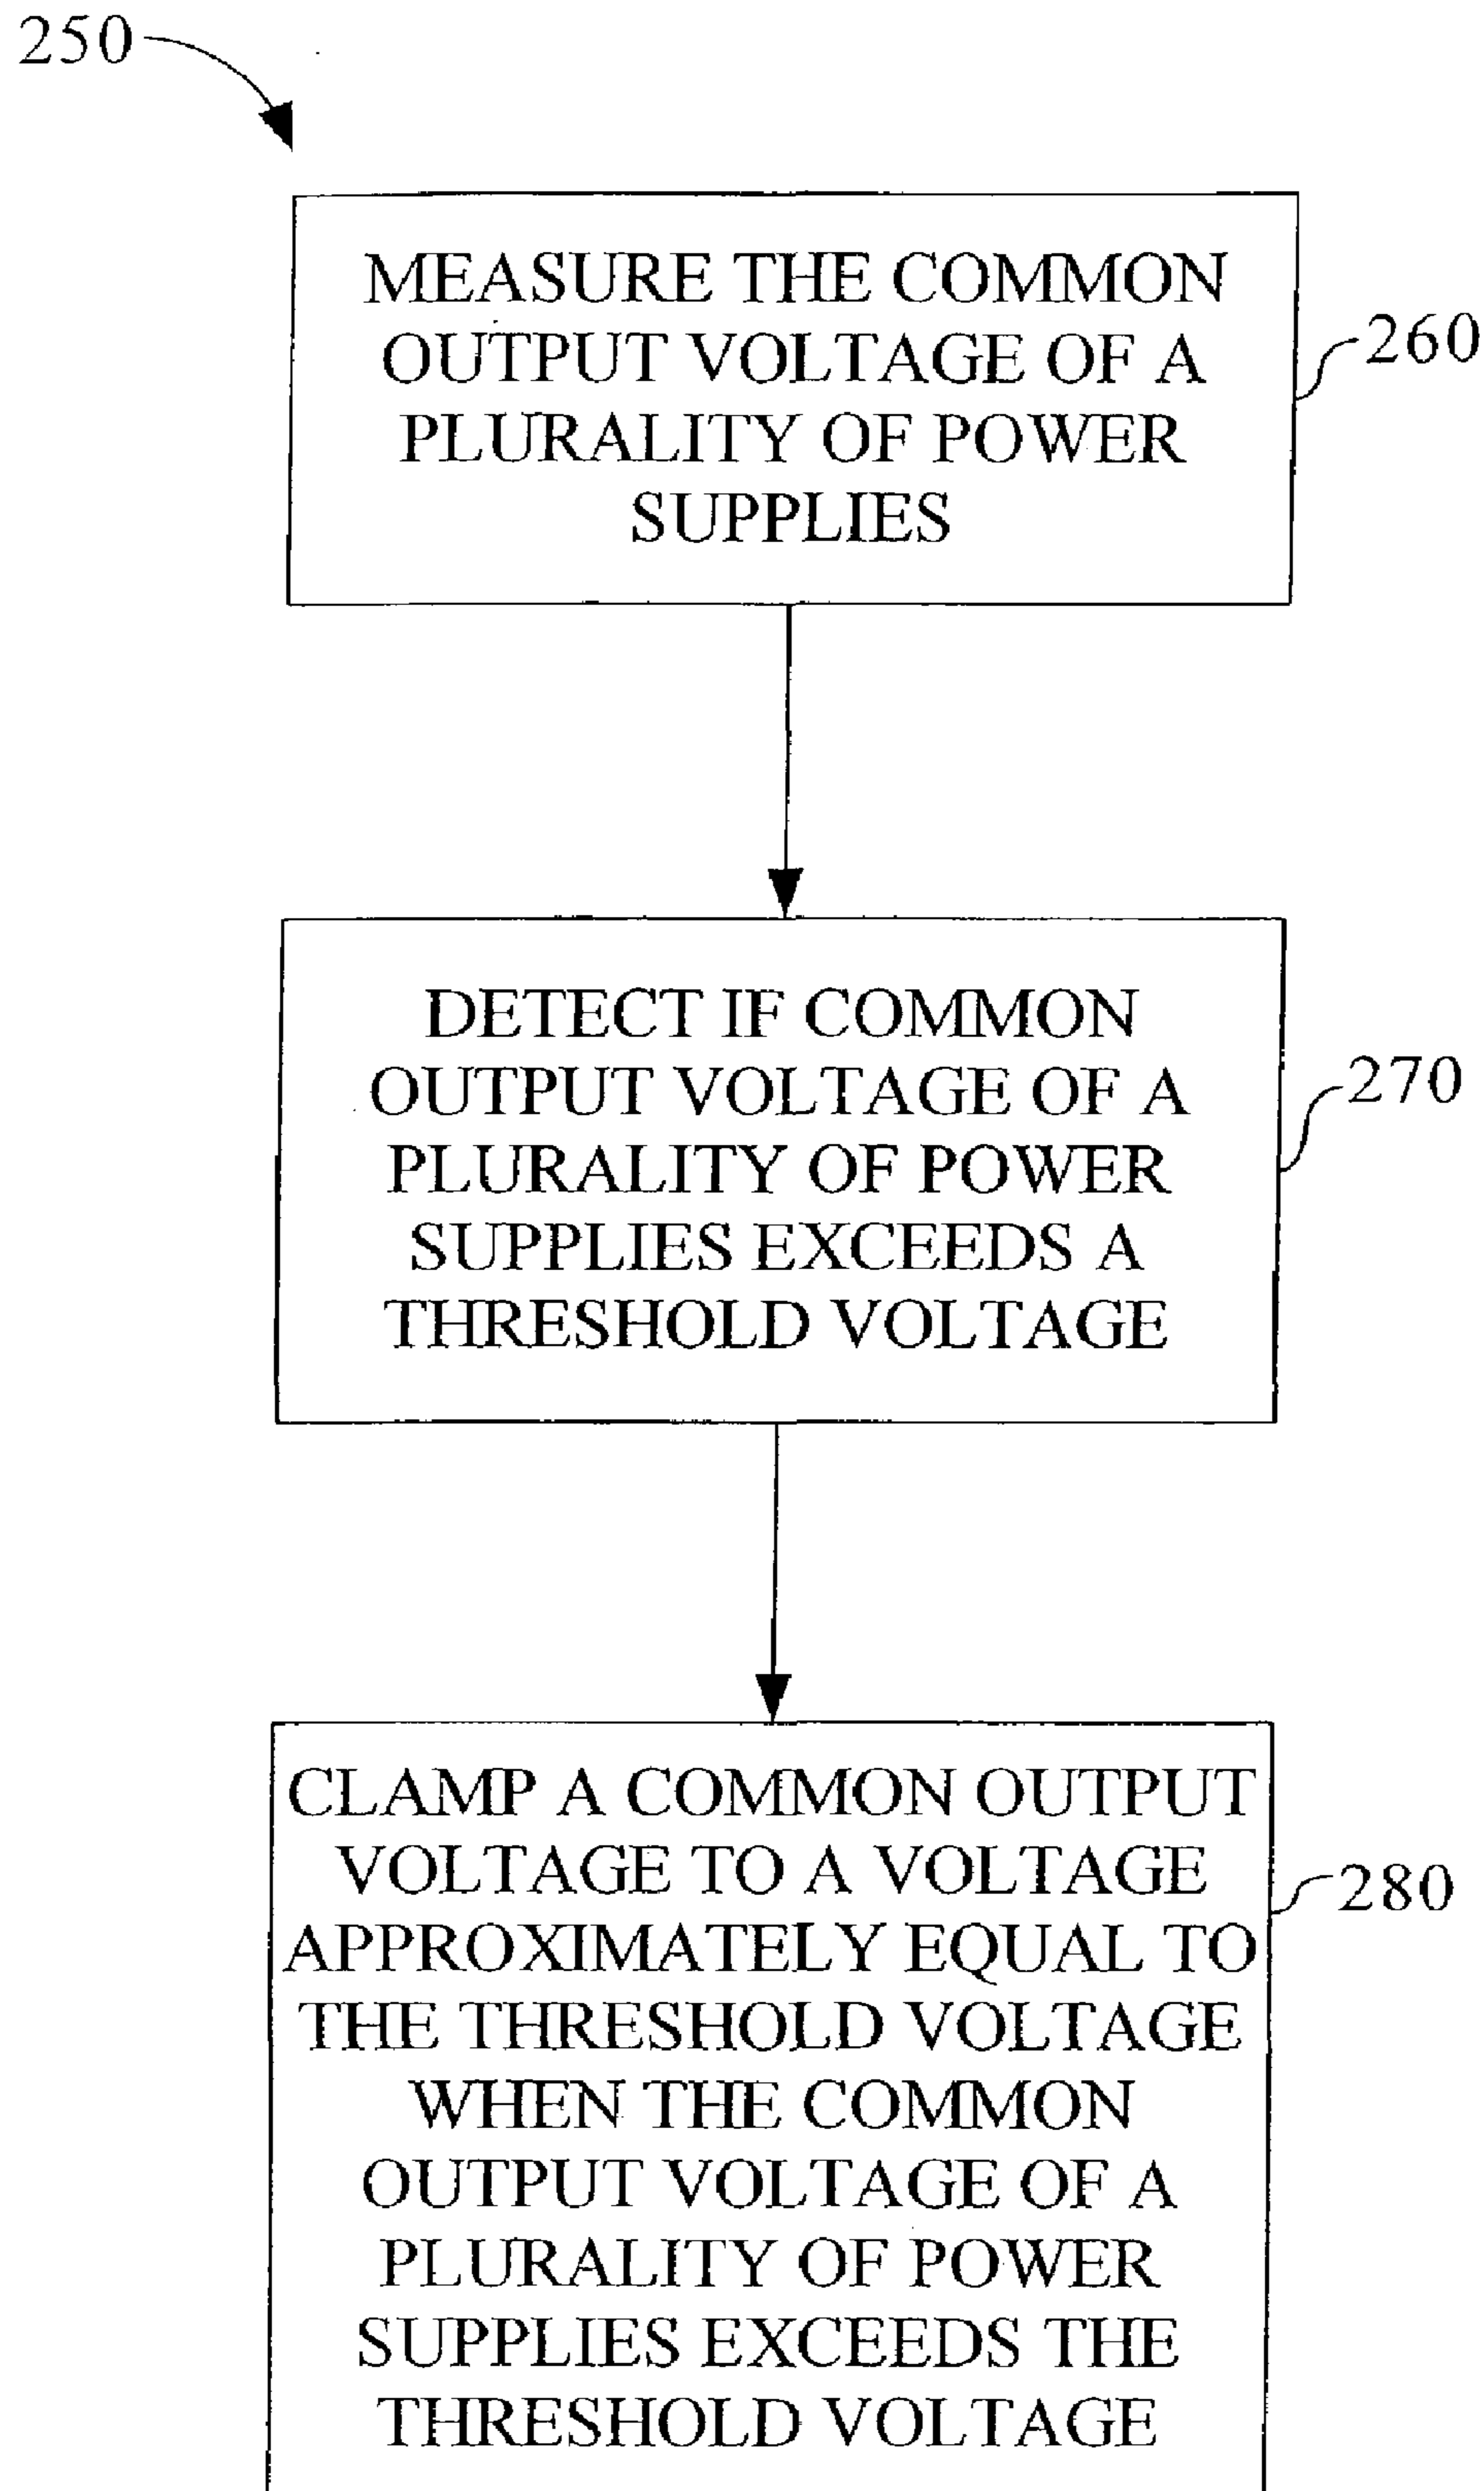 250
MEASURE THE COMMON
OUTPUT VOLTAGE OF A
PLURALITY OF POWER
SUPPLIES
260
DETECT IF COMMON
OUTPUT VOLTAGE OF A
PLURALITY OF POWER
SUPPLIES EXCEEDS A
THRESHOLD VOLTAGE
270
CLAMP A COMMON OUTPUT
VOLTAGE TO A VOLTAGE
APPROXIMATELY EQUAL TO
THE THRESHOLD VOLTAGE
WHEN THE COMMON
OUTPUT VOLTAGE OF A
PLURALITY OF POWER
SUPPLIES EXCEEDS THE
THRESHOLD VOLTAGE
280